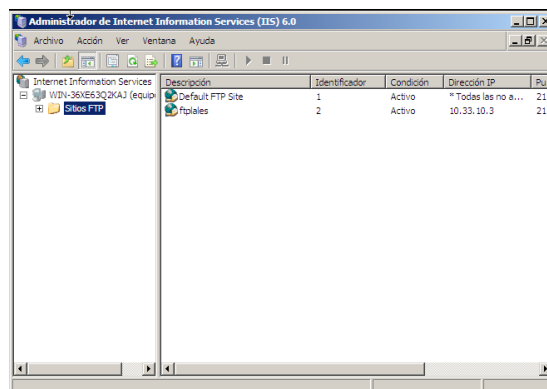 Administrador de Internet Information Services (IIS) 6.0
Archivo Acción Ver Ventana Ayuda
Internet Information Services
WIN-36XE63Q2KAJ (equip
Sitios FTP
Descripción Identificador Condición Dirección IP Pu
Default FTP Site 1 Activo * Todas las no a... 21
ftplales 2 Activo 10.33.10.3 21